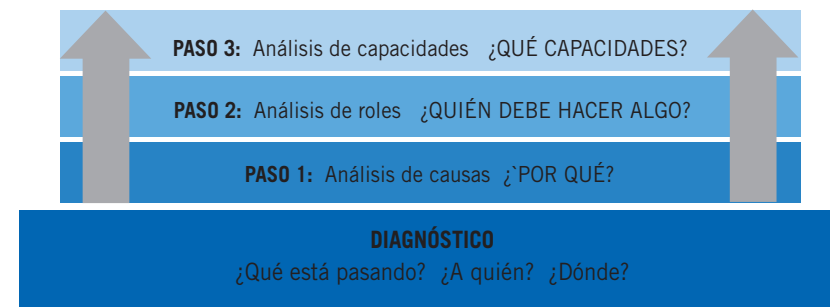 PASO 3: Análisis de capacidades ¿QUÉ CAPACIDADES?
PASO 2: Análisis de roles ¿QUIÉN DEBE HACER ALGO?
PASO 1: Análisis de causas ¿`POR QUÉ?
DIAGNÓSTICO
¿Qué está pasando? ¿A quién? ¿Dónde?